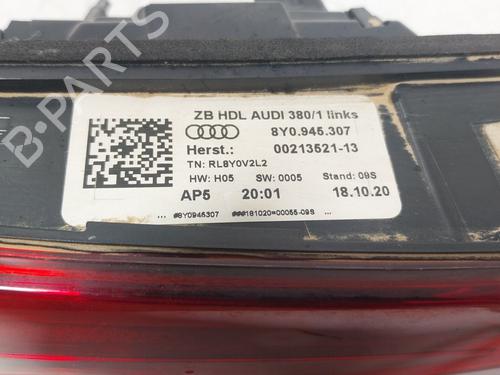 ZB HDL AUDI 380/1 links
8Y0.945.307
Herst.: 00213521-13
TN: RL8Y0V2L2
HW: H05 SW: 0005 Stand: 09S
AP5 20:01 18.10.20
... #8Y0945307 ###181020*00055-09S ...
B-PARTS